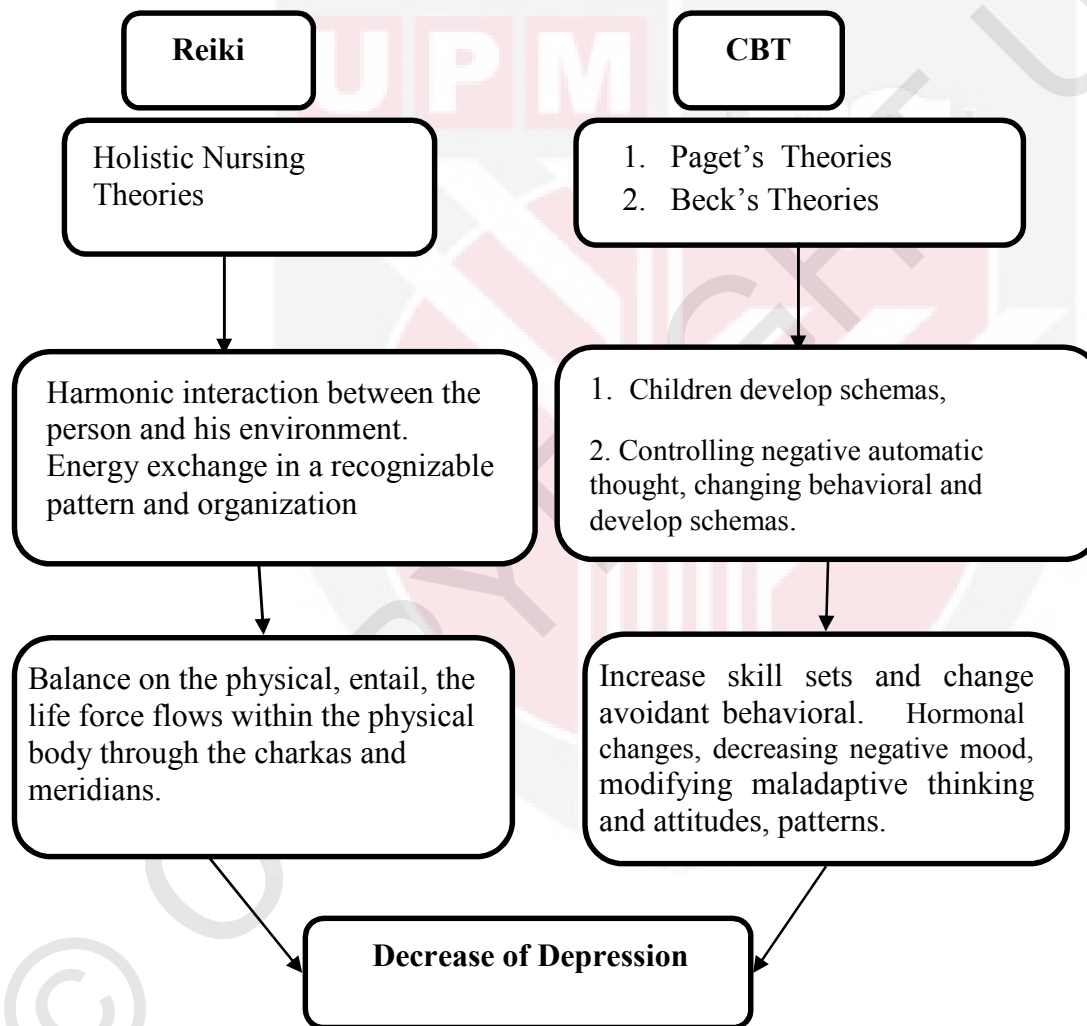 Reiki
CBT
Holistic Nursing
Theories
1. Paget's Theories
2. Beck's Theories
Harmonic interaction between the
person and his environment.
Energy exchange in a recognizable
pattern and organization
1. Children develop schemas,
2. Controlling negative automatic
thought, changing behavioral and
develop schemas.
Balance on the physical, entail, the
life force flows within the physical
body through the charkas and
meridians.
Increase skill sets and change
avoidant behavioral. Hormonal
changes, decreasing negative mood,
modifying maladaptive thinking
and attitudes, patterns.
Decrease of Depression
UPM
© COPYRIGHT U